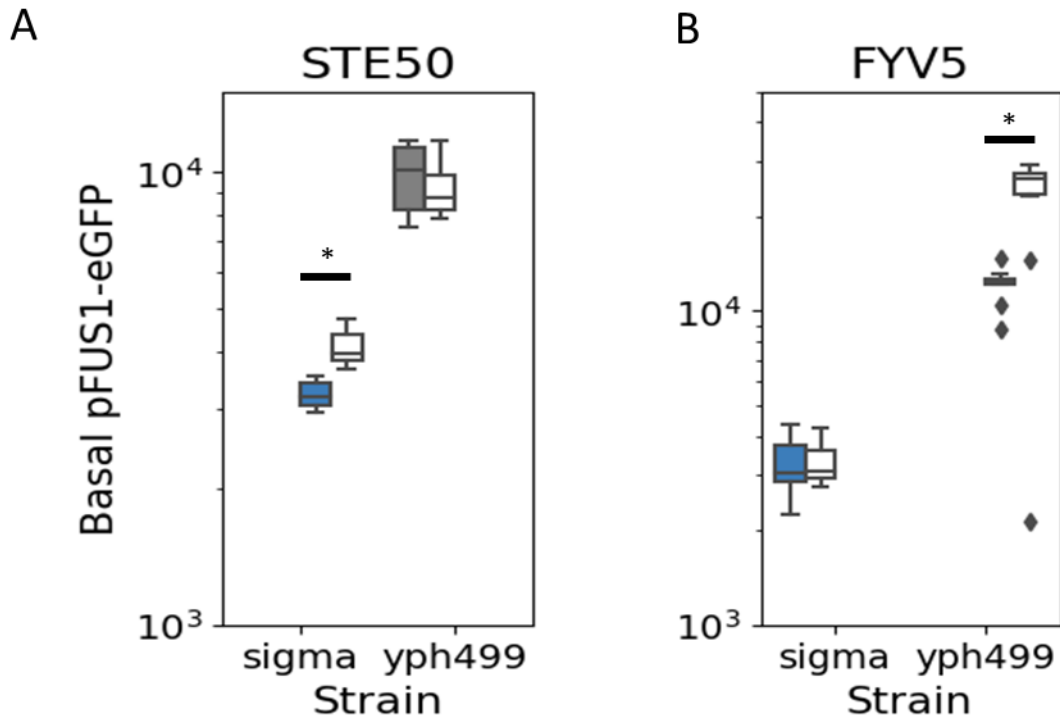 A
STE50
Basal pFUS1-eGFP
10⁴
10³
*
sigma
yph499
Strain
B
FYV5
10⁴
10³
*
sigma
yph499
Strain